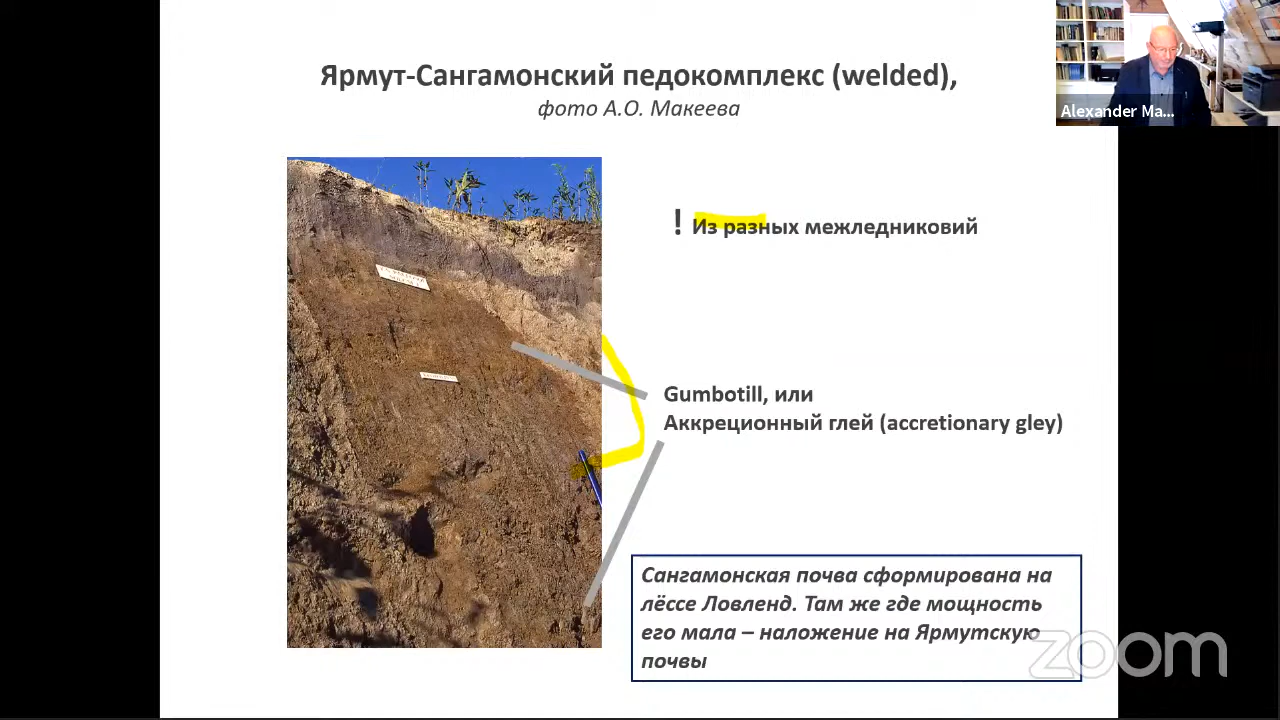 Ярмут-Сангамонский педокомплекс (welded),
фото А.О. Макеева
Alexander Ma...
! Из разных межледниковий
Gumbotill, или
Аккреционный глей (accretionary gley)
Сангамонская почва сформирована на
лёссе Ловленд. Там же где мощность
его мала – наложение на Ярмутскую
почвы
zoom